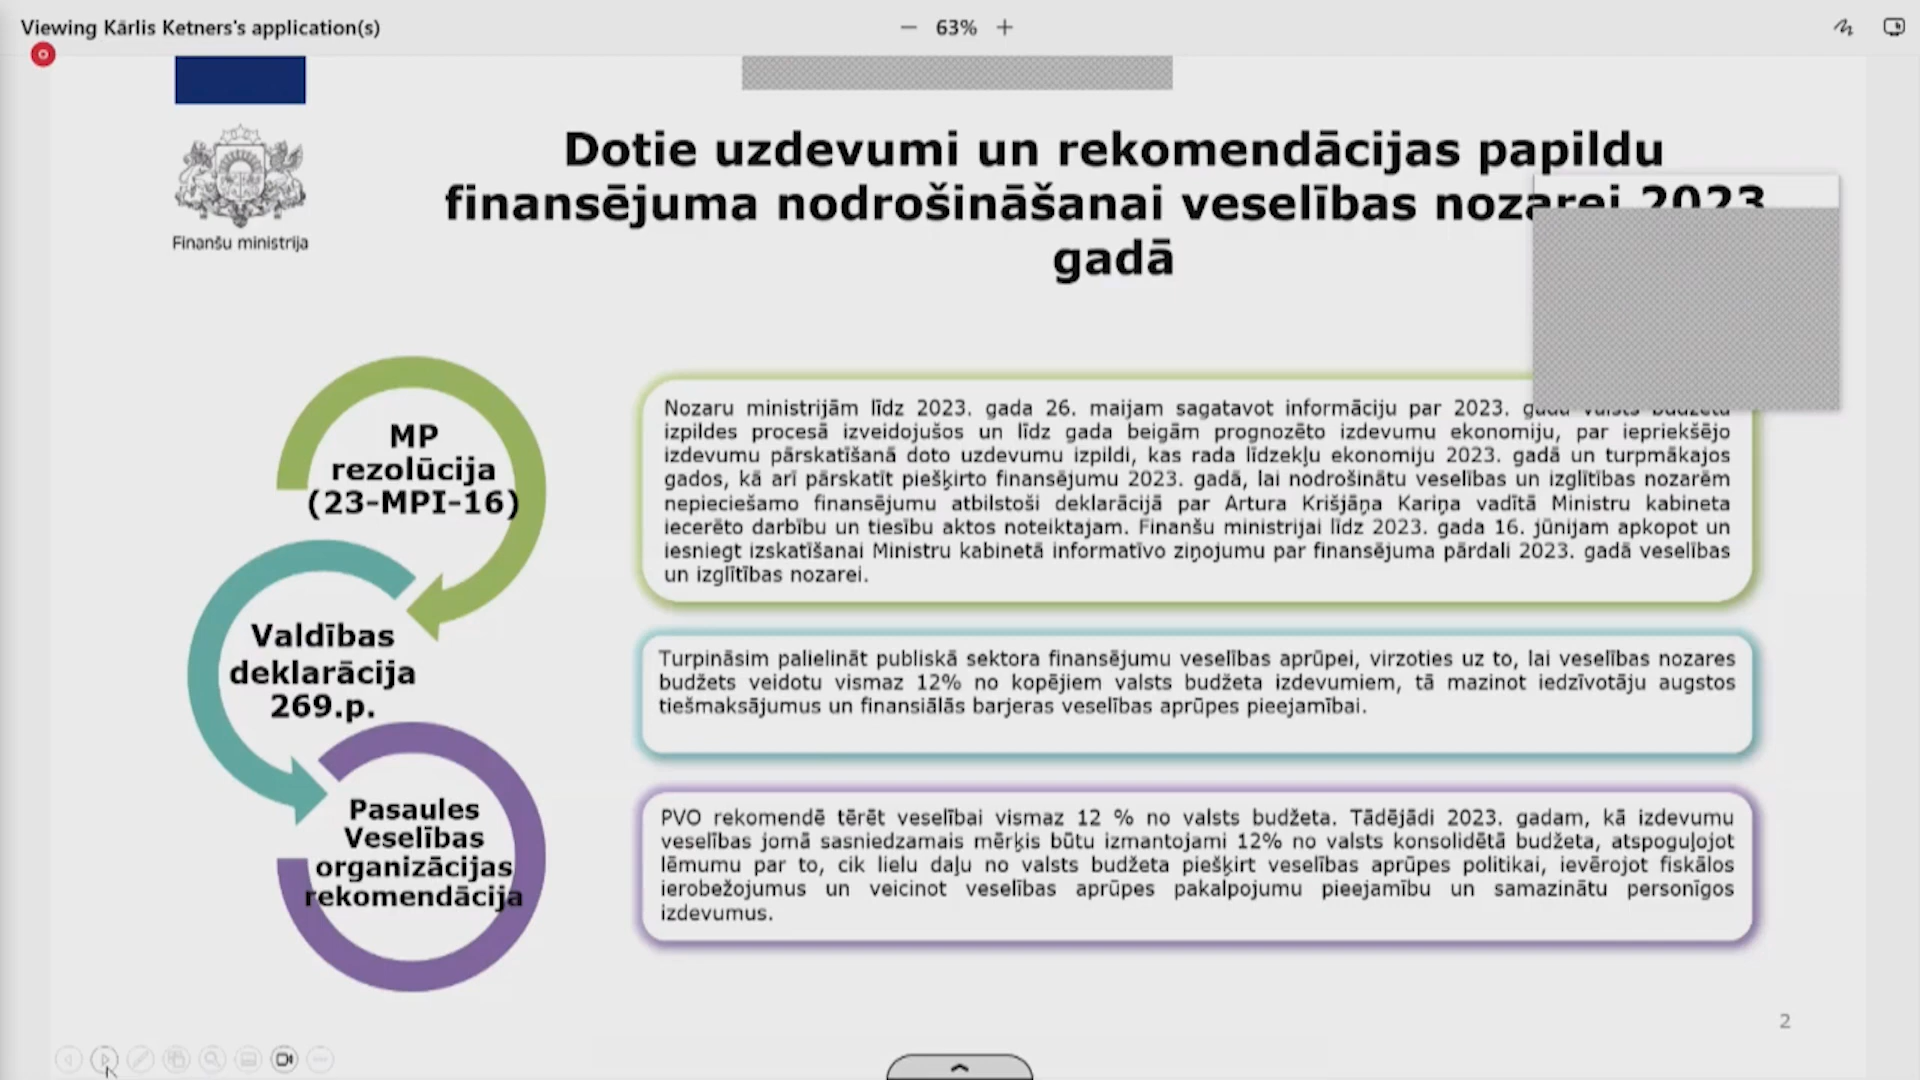 Viewing Kārlis Ketners's application(s)
63%
Finanšu ministrija
Dotie uzdevumi un rekomendācijas papildu
finansējuma nodrošināšanai veselības nozarei 2023
gadā
MP
rezolūcija
(23-MPI-16)
Nozaru ministrijām līdz 2023. gada 26. maijam sagatavot informāciju par 2023. gada valsts budžeta
izpildes procesā izveidojušos un līdz gada beigām prognozēto izdevumu ekonomiju, par iepriekšējo
izdevumu pārskatīšanā doto uzdevumu izpildi, kas rada līdzekļu ekonomiju 2023. gadā un turpmākajos
gados, kā arī pārskatīt piešķirto finansējumu 2023. gadā, lai nodrošinātu veselības un izglītības nozarēm
nepieciešamo finansējumu atbilstoši deklarācijā par Artura Krišjāņa Kariņa vadītā Ministru kabineta
iecerēto darbību un tiesību aktos noteiktajam. Finanšu ministrijai līdz 2023. gada 16. jūnijam apkopot un
iesniegt izskatīšanai Ministru kabinetā informatīvo ziņojumu par finansējuma pārdali 2023. gadā veselības
un izglītības nozarei.
Valdības
deklarācija
269.p.
Turpināsim palielināt publiskā sektora finansējumu veselības aprūpei, virzoties uz to, lai veselības nozares
budžets veidotu vismaz 12% no kopējiem valsts budžeta izdevumiem, tā mazinot iedzīvotāju augstos
tiešmaksājumus un finansiālās barjeras veselības aprūpes pieejamībai.
Pasaules
Veselības
organizācijas
rekomendācija
PVO rekomendē tērēt veselībai vismaz 12 % no valsts budžeta. Tādējādi 2023. gadam, kā izdevumu
veselības jomā sasniedzamais mērķis būtu izmantojami 12% no valsts konsolidētā budžeta, atspoguļojot
lēmumu par to, cik lielu daļu no valsts budžeta piešķirt veselības aprūpes politikai, ievērojot fiskālos
ierobežojumus un veicinot veselības aprūpes pakalpojumu pieejamību un samazinātu personīgos
izdevumus.
2